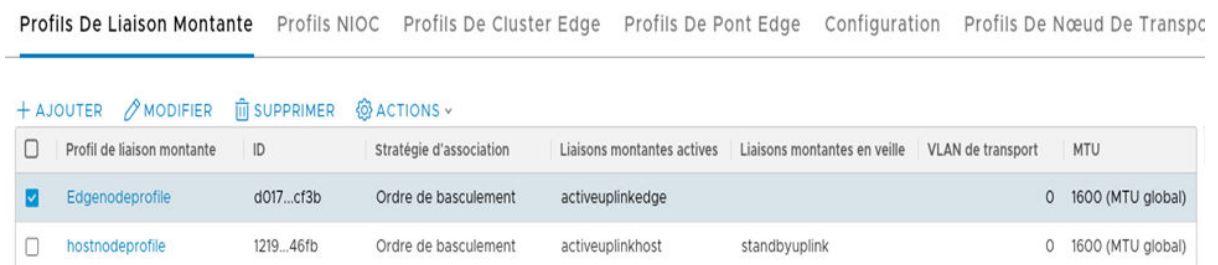 Profils De Liaison Montante Profils NIOC Profils De Cluster Edge Profils De Pont Edge Configuration Profils De Nœud De Transpo
+ AJOUTER MODIFIER SUPPRIMER ACTIONS
Profil de liaison montante ID Stratégie d'association Liaisons montantes actives Liaisons montantes en veille VLAN de transport MTU
Edgenodeprofile d017...cf3b Ordre de basculement activeuplinkedge 0 1600 (MTU global)
hostnodeprofile 1219...46fb Ordre de basculement activeuplinkhost standbyuplink 0 1600 (MTU global)